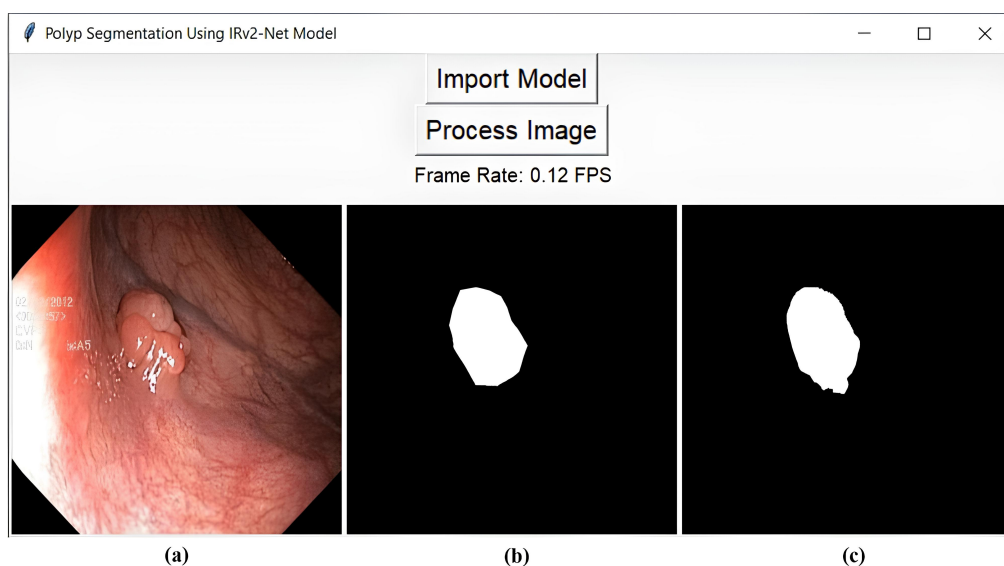 Polyp Segmentation Using IRv2-Net Model
Import Model
Process Image
Frame Rate: 0.12 FPS
(a)
(b)
(c)